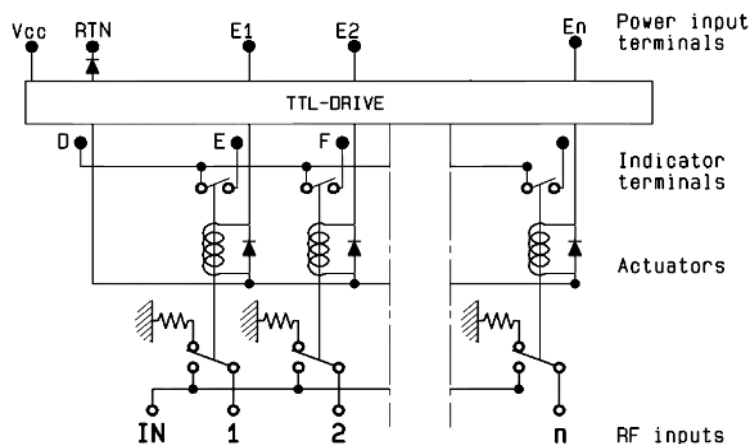 Vcc RTN E1 E2 En Power input
terminals
TTL-DRIVE
D E F Indicator
terminals
Actuators
IN 1 2 n RF inputs